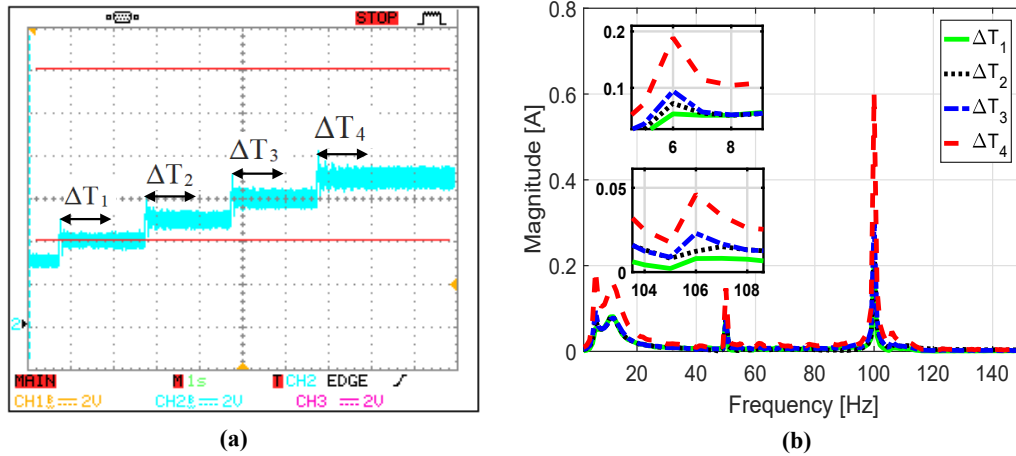 STOP
ΔT1
ΔT2
ΔT3
ΔT4
2
MAIN M 1s T CH2 EDGE
CH1 B 2V CH2 B 2V CH3 2V
(a)
Magnitude [A]
0.8
0.6
0.4
0.2
0
20 40 60 80 100 120 140
Frequency [Hz]
0.2
0.1
6 8
0.05
0
104 106 108
ΔT1
ΔT2
ΔT3
ΔT4
(b)